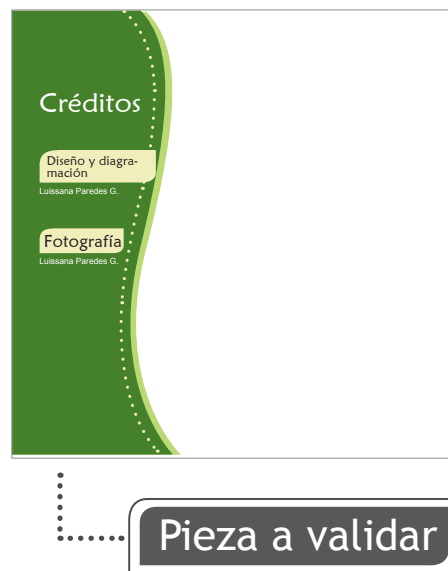 Créditos
Diseño y diagra-
mación
Luissana Paredes G.
Fotografía
Luissana Paredes G.
Pieza a validar